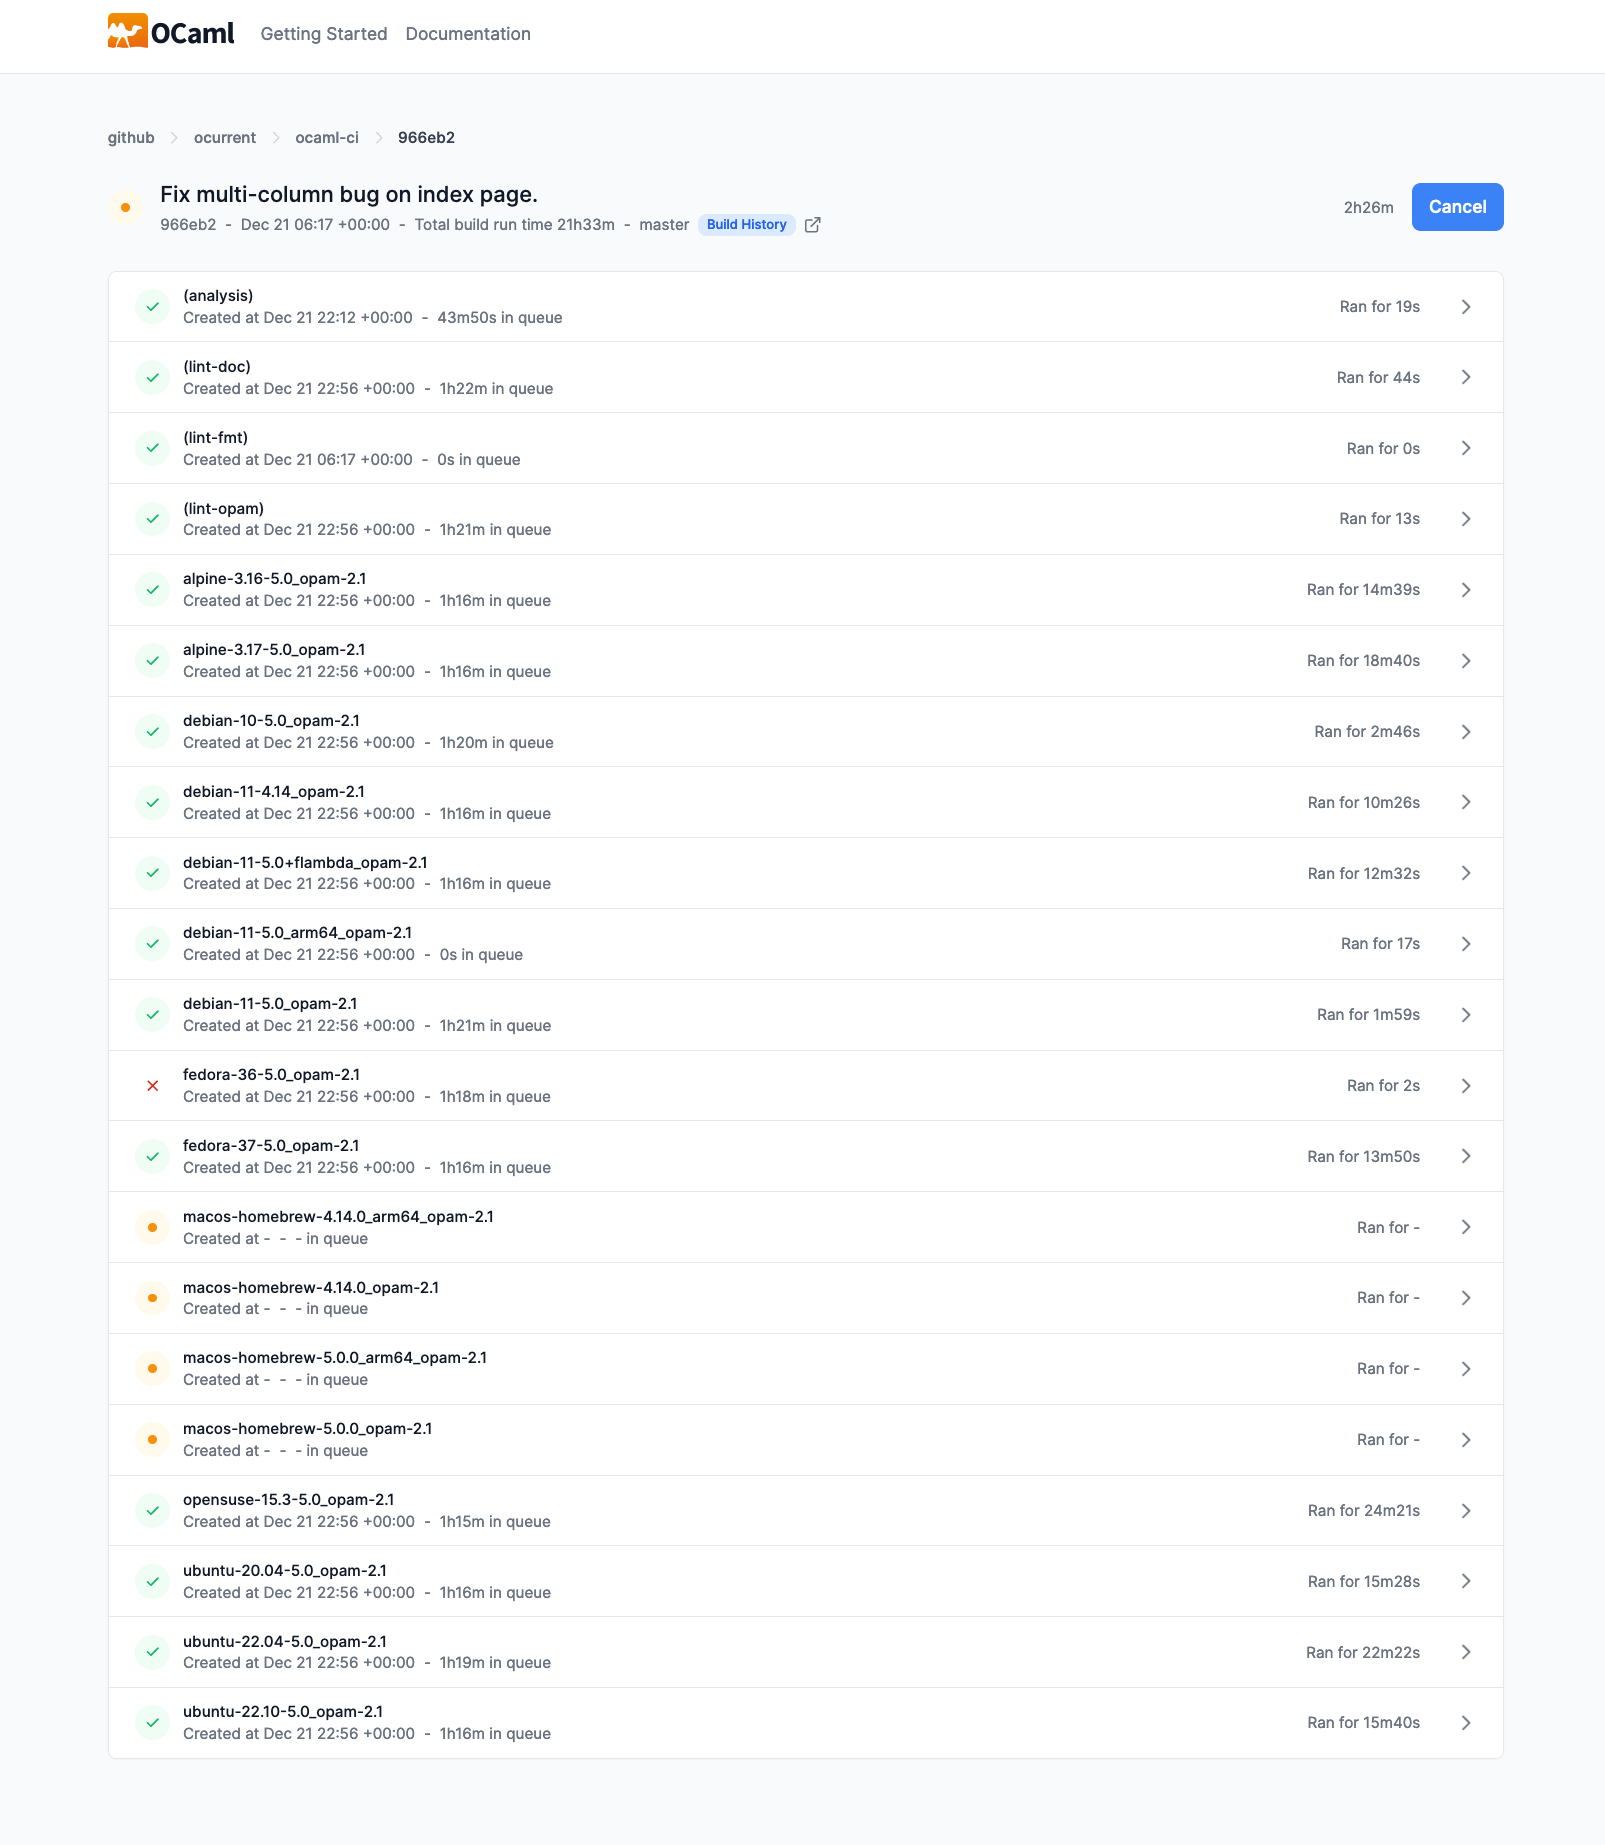 OCaml Getting Started Documentation
github ocurrent ocaml-ci 966eb2
Fix multi-column bug on index page.
966eb2 - Dec 21 06:17 +00:00 - Total build run time 21h33m - master Build History
2h26m Cancel
(analysis)
Created at Dec 21 22:12 +00:00 - 43m50s in queue
Ran for 19s
(lint-doc)
Created at Dec 21 22:56 +00:00 - 1h22m in queue
Ran for 44s
(lint-fmt)
Created at Dec 21 06:17 +00:00 - 0s in queue
Ran for 0s
(lint-opam)
Created at Dec 21 22:56 +00:00 - 1h21m in queue
Ran for 13s
alpine-3.16-5.0_opam-2.1
Created at Dec 21 22:56 +00:00 - 1h16m in queue
Ran for 14m39s
alpine-3.17-5.0_opam-2.1
Created at Dec 21 22:56 +00:00 - 1h16m in queue
Ran for 18m40s
debian-10-5.0_opam-2.1
Created at Dec 21 22:56 +00:00 - 1h20m in queue
Ran for 2m46s
debian-11-4.14_opam-2.1
Created at Dec 21 22:56 +00:00 - 1h16m in queue
Ran for 10m26s
debian-11-5.0+flambda_opam-2.1
Created at Dec 21 22:56 +00:00 - 1h16m in queue
Ran for 12m32s
debian-11-5.0_arm64_opam-2.1
Created at Dec 21 22:56 +00:00 - 0s in queue
Ran for 17s
debian-11-5.0_opam-2.1
Created at Dec 21 22:56 +00:00 - 1h21m in queue
Ran for 1m59s
fedora-36-5.0_opam-2.1
Created at Dec 21 22:56 +00:00 - 1h18m in queue
Ran for 2s
fedora-37-5.0_opam-2.1
Created at Dec 21 22:56 +00:00 - 1h16m in queue
Ran for 13m50s
macos-homebrew-4.14.0_arm64_opam-2.1
Created at - - - in queue
Ran for -
macos-homebrew-4.14.0_opam-2.1
Created at - - - in queue
Ran for -
macos-homebrew-5.0.0_arm64_opam-2.1
Created at - - - in queue
Ran for -
macos-homebrew-5.0.0_opam-2.1
Created at - - - in queue
Ran for -
opensuse-15.3-5.0_opam-2.1
Created at Dec 21 22:56 +00:00 - 1h15m in queue
Ran for 24m21s
ubuntu-20.04-5.0_opam-2.1
Created at Dec 21 22:56 +00:00 - 1h16m in queue
Ran for 15m28s
ubuntu-22.04-5.0_opam-2.1
Created at Dec 21 22:56 +00:00 - 1h19m in queue
Ran for 22m22s
ubuntu-22.10-5.0_opam-2.1
Created at Dec 21 22:56 +00:00 - 1h16m in queue
Ran for 15m40s